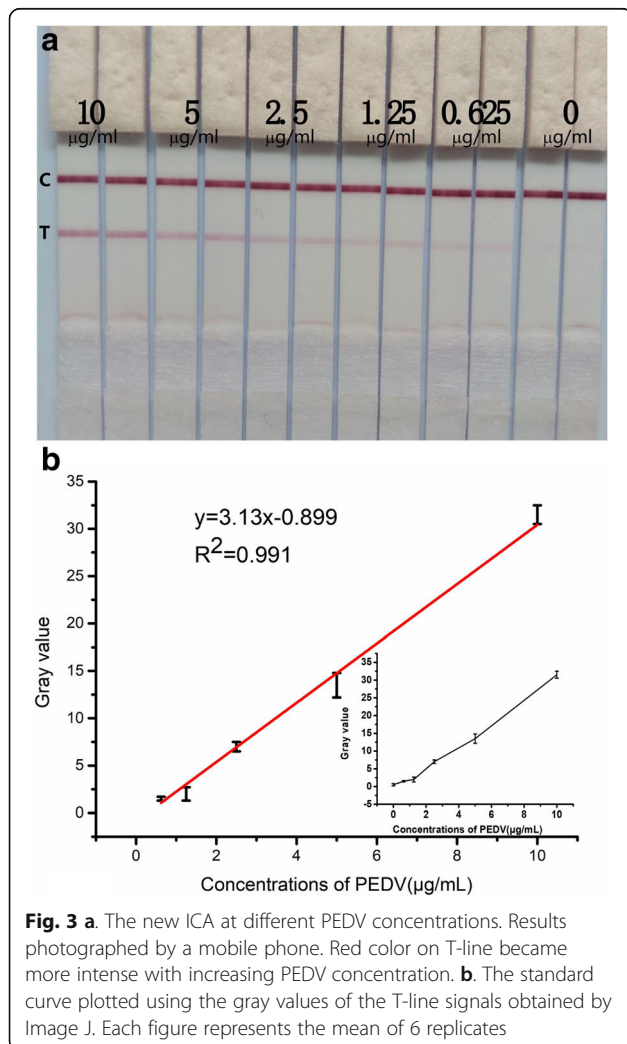 a
10 5 2.5 1.25 0.625 0
μg/ml μg/ml μg/ml μg/ml μg/ml μg/ml
C
T
b
35
30
25
20
15
10
5
0
y=3.13x-0.899
R²=0.991
Gray value
0 2 4 6 8 10
Concentrations of PEDV(μg/mL)
35
30
25
20
15
10
5
0
-5
Gray value
0 2 4 6 8 10
Concentrations of PEDV(μg/mL)
Fig. 3 a. The new ICA at different PEDV concentrations. Results
photographed by a mobile phone. Red color on T-line became
more intense with increasing PEDV concentration. b. The standard
curve plotted using the gray values of the T-line signals obtained by
Image J. Each figure represents the mean of 6 replicates